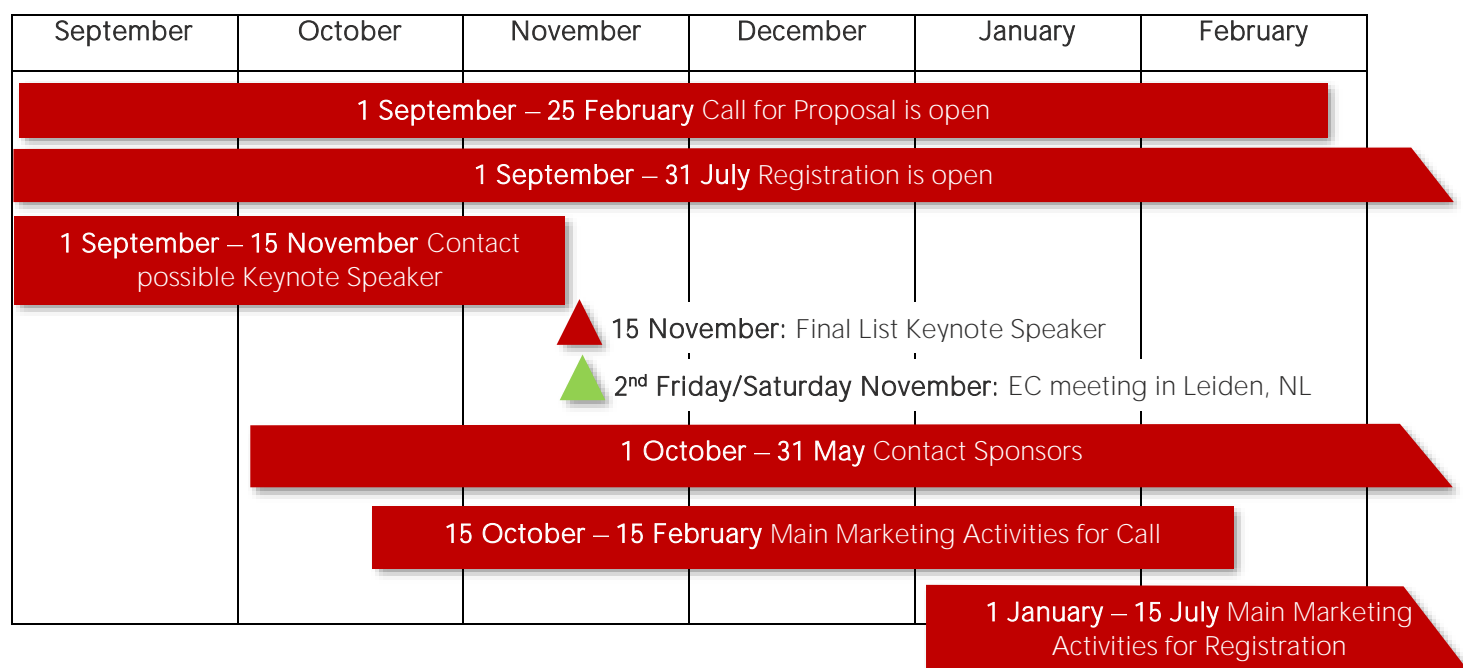 September October November December January February
1 September – 25 February Call for Proposal is open
1 September – 31 July Registration is open
1 September – 15 November Contact
possible Keynote Speaker
15 November: Final List Keynote Speaker
2nd Friday/Saturday November: EC meeting in Leiden, NL
1 October – 31 May Contact Sponsors
15 October – 15 February Main Marketing Activities for Call
1 January – 15 July Main Marketing
Activities for Registration